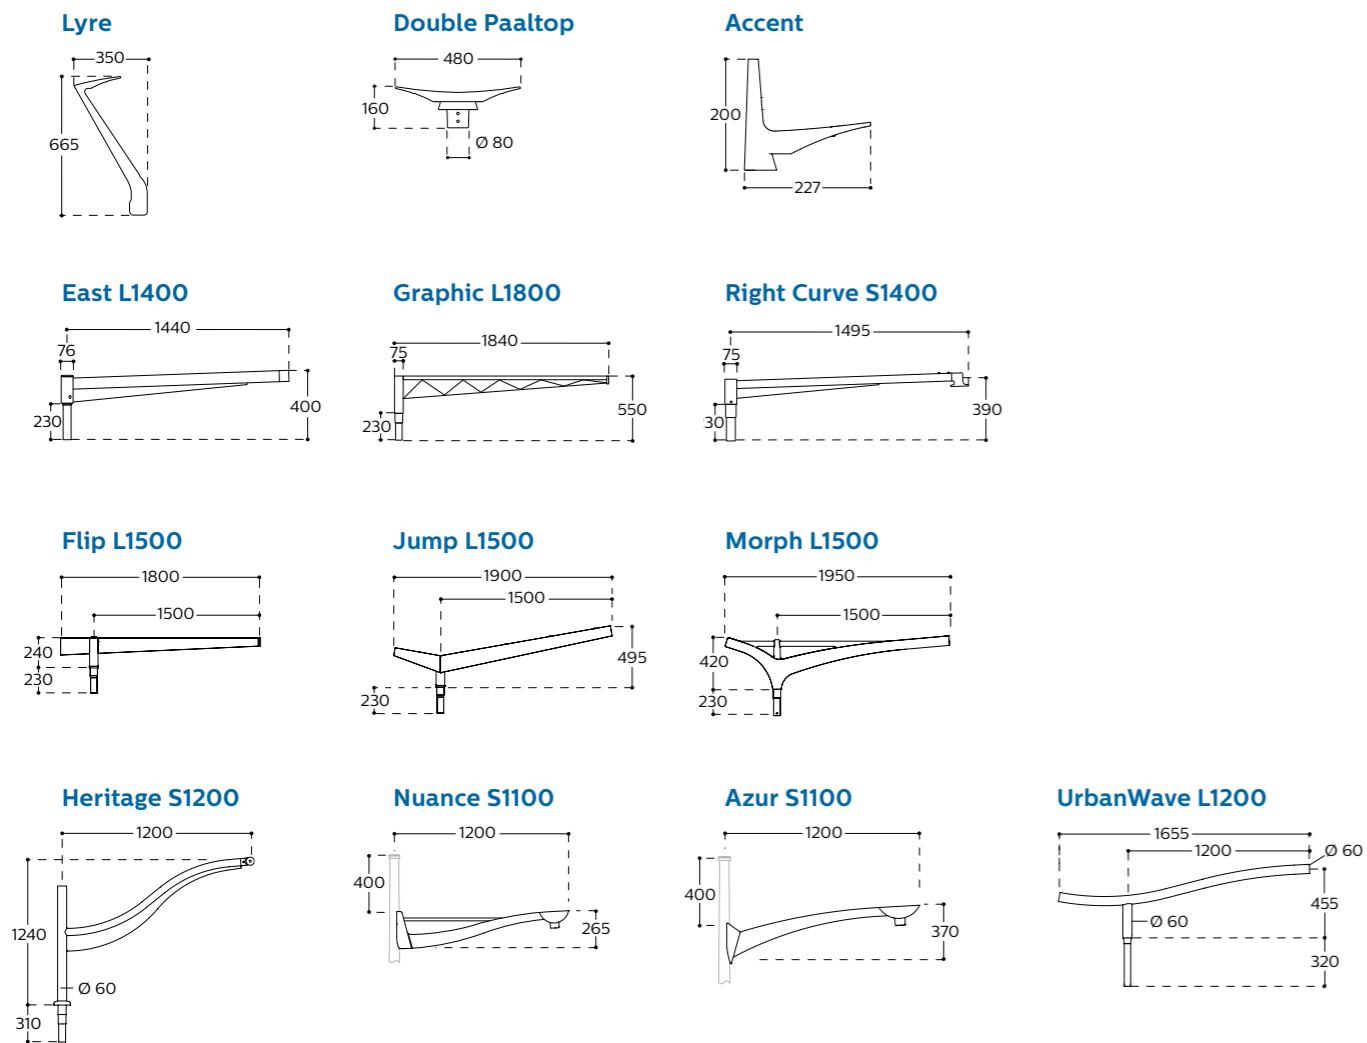 Lyre
Double Paaltop
Accent
350
665
480
160
Ø 80
200
227
East L1400
Graphic L1800
Right Curve S1400
1440
76
230
400
1840
75
230
550
1495
75
30
390
Flip L1500
Jump L1500
Morph L1500
1800
1500
240
230
1900
1500
495
230
1950
1500
420
230
Heritage S1200
Nuance S1100
Azur S1100
UrbanWave L1200
1200
1240
Ø 60
310
1200
400
265
1200
400
370
1655
1200
Ø 60
455
Ø 60
320